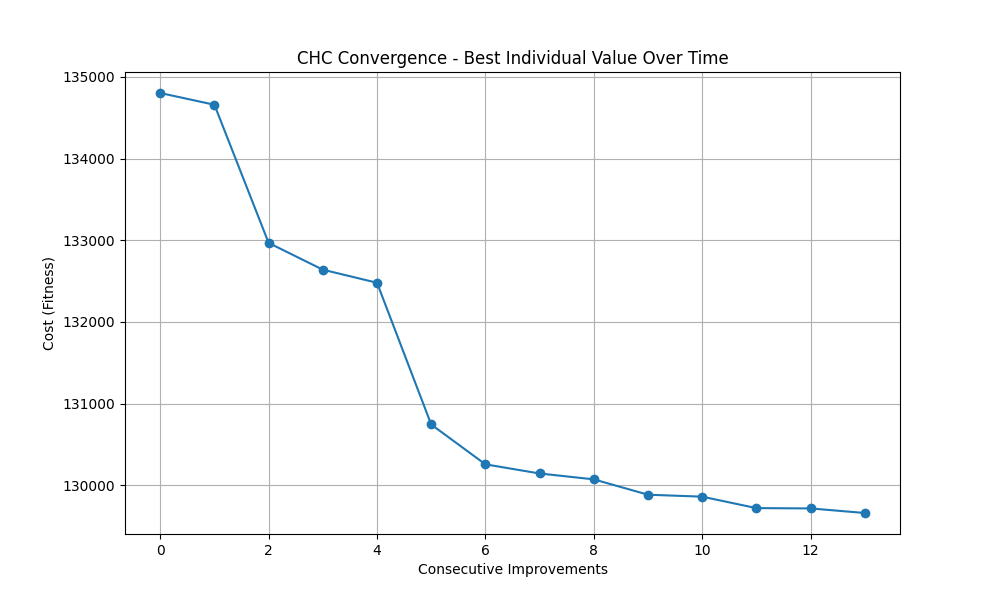 CHC Convergence - Best Individual Value Over Time
135000
134000
133000
132000
131000
130000
Cost (Fitness)
0 2 4 6 8 10 12
Consecutive Improvements